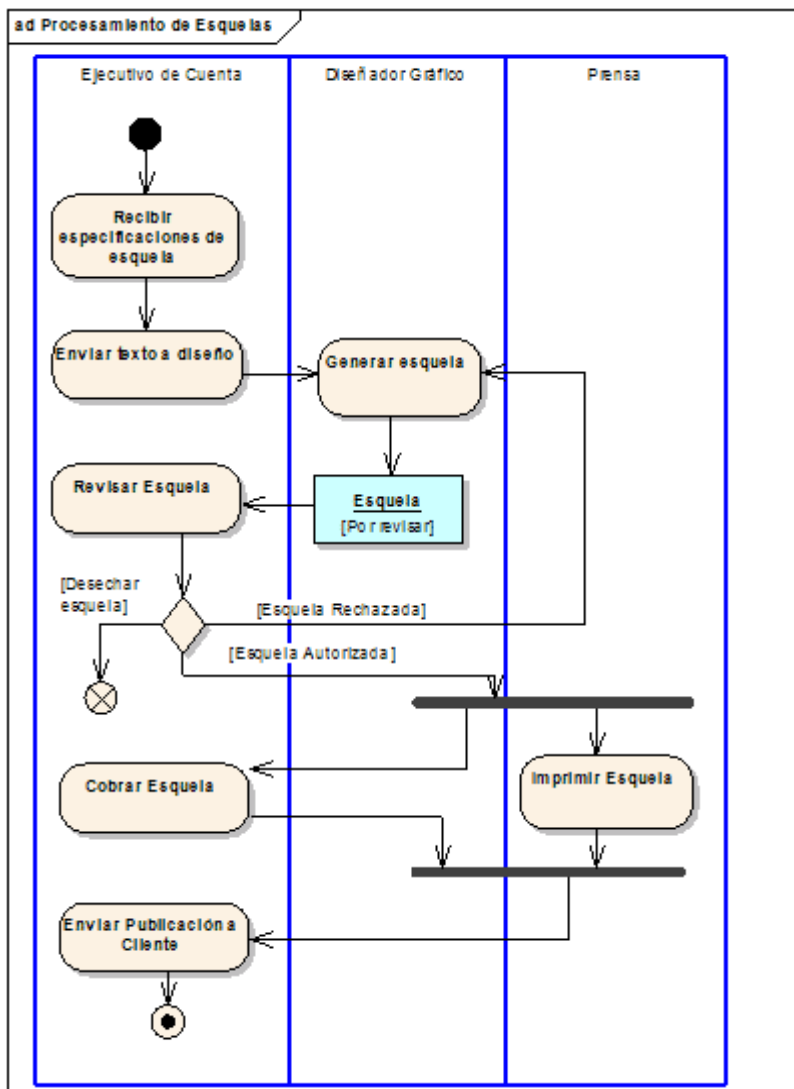 ad Procesamiento de Esquelas
Ejecutivo de Cuenta
Diseñador Gráfico
Prensa
Recibir
especificaciones de
esquela
Enviar texto a diseño
Generar esquela
Revisar Esquela
Esquela
[Por revisar]
[Desechar
esquela]
[Esquela Rechazada]
[Esquela Autorizada]
Cobrar Esquela
Imprimir Esquela
Enviar Publicación a
Cliente